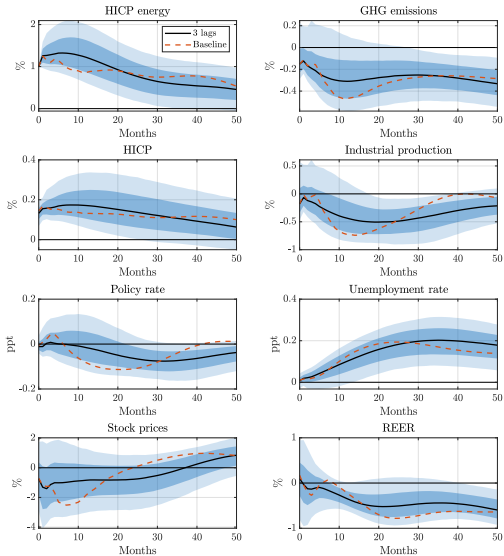 HICP energy
2
1
0
%
3 lags
Baseline
0 10 20 30 40 50
Months
GHG emissions
0.2
0
-0.2
-0.4
%
0 10 20 30 40 50
Months
HICP
0.4
0.2
0
%
0 10 20 30 40 50
Months
Industrial production
0.5
0
-0.5
-1
%
0 10 20 30 40 50
Months
Policy rate
0.2
0
-0.2
ppt
0 10 20 30 40 50
Months
Unemployment rate
0.4
0.2
0
ppt
0 10 20 30 40 50
Months
Stock prices
2
0
-2
-4
%
0 10 20 30 40 50
Months
REER
1
0
-1
%
0 10 20 30 40 50
Months